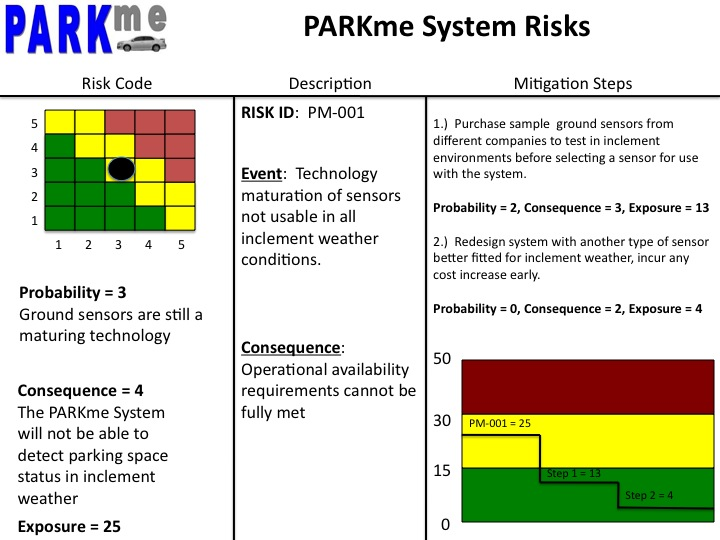 PARKme
PARKme System Risks
Risk Code
Description
Mitigation Steps
5
4
3
2
1
1 2 3 4 5
Probability = 3
Ground sensors are still a
maturing technology
Consequence = 4
The PARKme System
will not be able to
detect parking space
status in inclement
weather
Exposure = 25
RISK ID: PM-001
Event: Technology
maturation of sensors
not usable in all
inclement weather
conditions.
Consequence:
Operational availability
requirements cannot be
fully met
1.) Purchase sample ground sensors from
different companies to test in inclement
environments before selecting a sensor for use
with the system.
Probability = 2, Consequence = 3, Exposure = 13
2.) Redesign system with another type of sensor
better fitted for inclement weather, incur any
cost increase early.
Probability = 0, Consequence = 2, Exposure = 4
50
30
15
0
PM-001 = 25
Step 1 = 13
Step 2 = 4